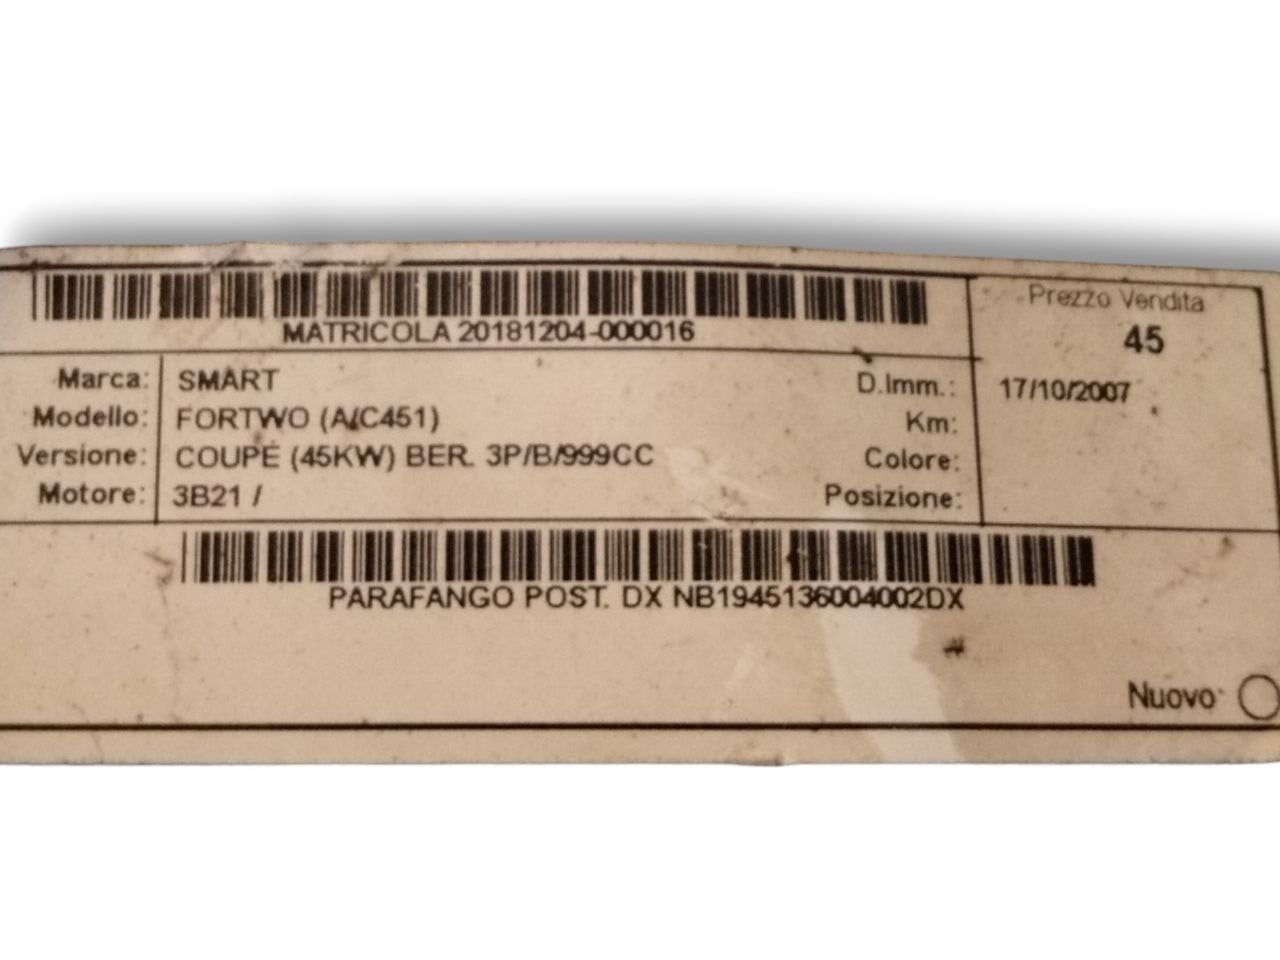 MATRICOLA 20181204-000016
Prezzo Vendita
45
Marca: SMART
D.Imm.: 17/10/2007
Modello: FORTWO (A/C451)
Km:
Versione: COUPÉ (45KW) BER. 3P/B/999CC
Colore:
Motore: 3B21 /
Posizione:
PARAFANGO POST. DX NB1945136004002DX
Nuovo